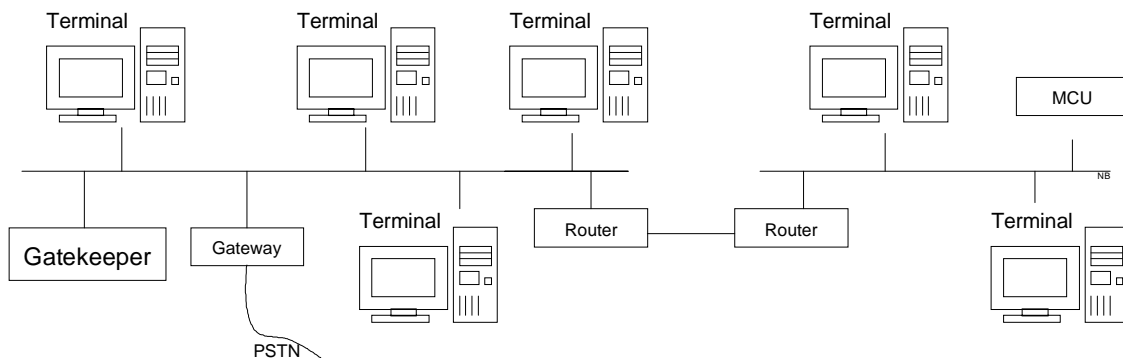 Terminal
Terminal
Terminal
Terminal
MCU
NB
Terminal
Terminal
Router
Router
Gatekeeper
Gateway
PSTN